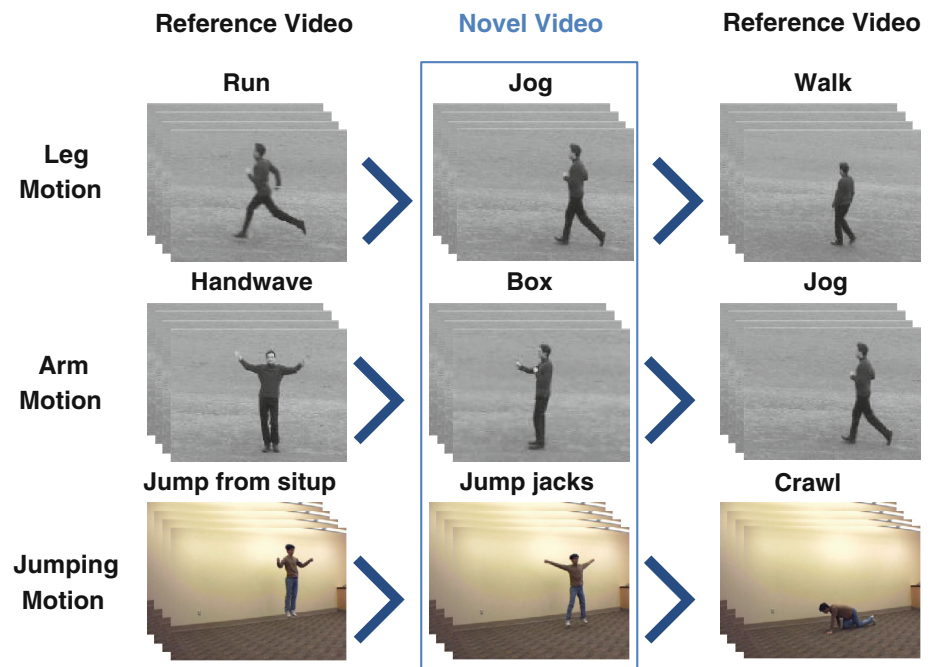 Reference Video Novel Video Reference Video
Run Jog Walk
Leg
Motion
Handwave Box Jog
Arm
Motion
Jump from situp Jump jacks Crawl
Jumping
Motion